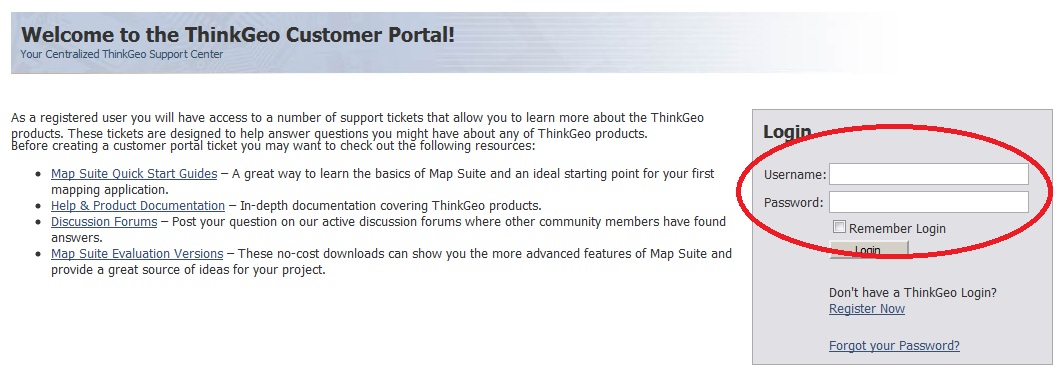 Welcome to the ThinkGeo Customer Portal!
Your Centralized ThinkGeo Support Center
As a registered user you will have access to a number of support tickets that allow you to learn more about the ThinkGeo
products. These tickets are designed to help answer questions you might have about any of ThinkGeo products.
Before creating a customer portal ticket you may want to check out the following resources:
• Map Suite Quick Start Guides – A great way to learn the basics of Map Suite and an ideal starting point for your first
mapping application.
• Help & Product Documentation – In-depth documentation covering ThinkGeo products.
• Discussion Forums – Post your question on our active discussion forums where other community members have found
answers.
• Map Suite Evaluation Versions – These no-cost downloads can show you the more advanced features of Map Suite and
provide a great source of ideas for your project.
Login
Username:
Password:
Remember Login
Login
Don't have a ThinkGeo Login?
Register Now
Forgot your Password?